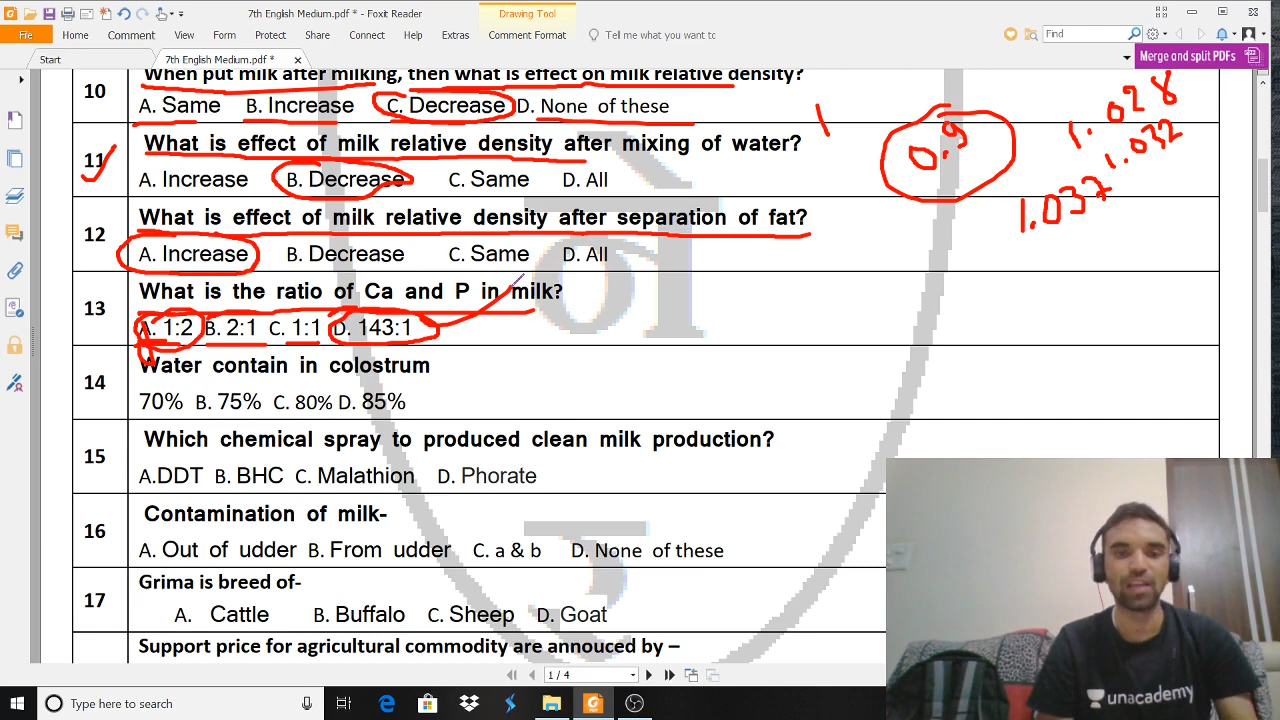 7th English Medium.pdf * - Foxit Reader
Drawing Tool
File Home Comment View Form Protect Share Connect Help Extras Comment Format Tell me what you want tc Find
Start 7th English Medium.pdf *
Merge and split PDFs
10 When put milk after milking, then what is effect on milk relative density?
A. Same B. Increase C. Decrease D. None of these
11 What is effect of milk relative density after mixing of water?
A. Increase B. Decrease C. Same D. All
12 What is effect of milk relative density after separation of fat?
A. Increase B. Decrease C. Same D. All
13 What is the ratio of Ca and P in milk?
A. 1:2 B. 2:1 C. 1:1 D. 143:1
14 Water contain in colostrum
70% B. 75% C. 80% D. 85%
15 Which chemical spray to produced clean milk production?
A.DDT B. BHC C. Malathion D. Phorate
16 Contamination of milk-
A. Out of udder B. From udder C. a & b D. None of these
17 Grima is breed of-
A. Cattle B. Buffalo C. Sheep D. Goat
Support price for agricultural commodity are annouced by –
1
0.9
1.028
1.032
1.037
unacademy
1 / 4
Type here to search